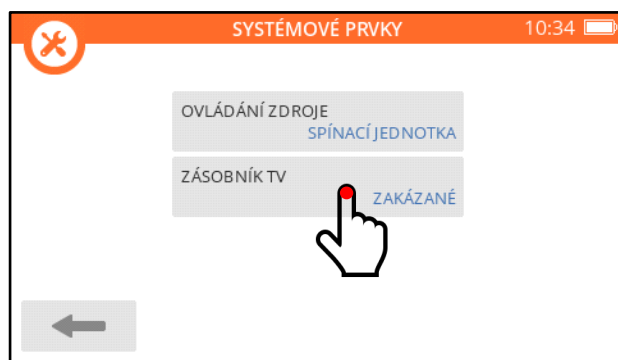 SYSTÉMOVÉ PRVKY 10:34
OVLÁDÁNÍ ZDROJE
SPÍNACÍ JEDNOTKA
ZÁSOBNÍK TV
ZAKÁZANÉ